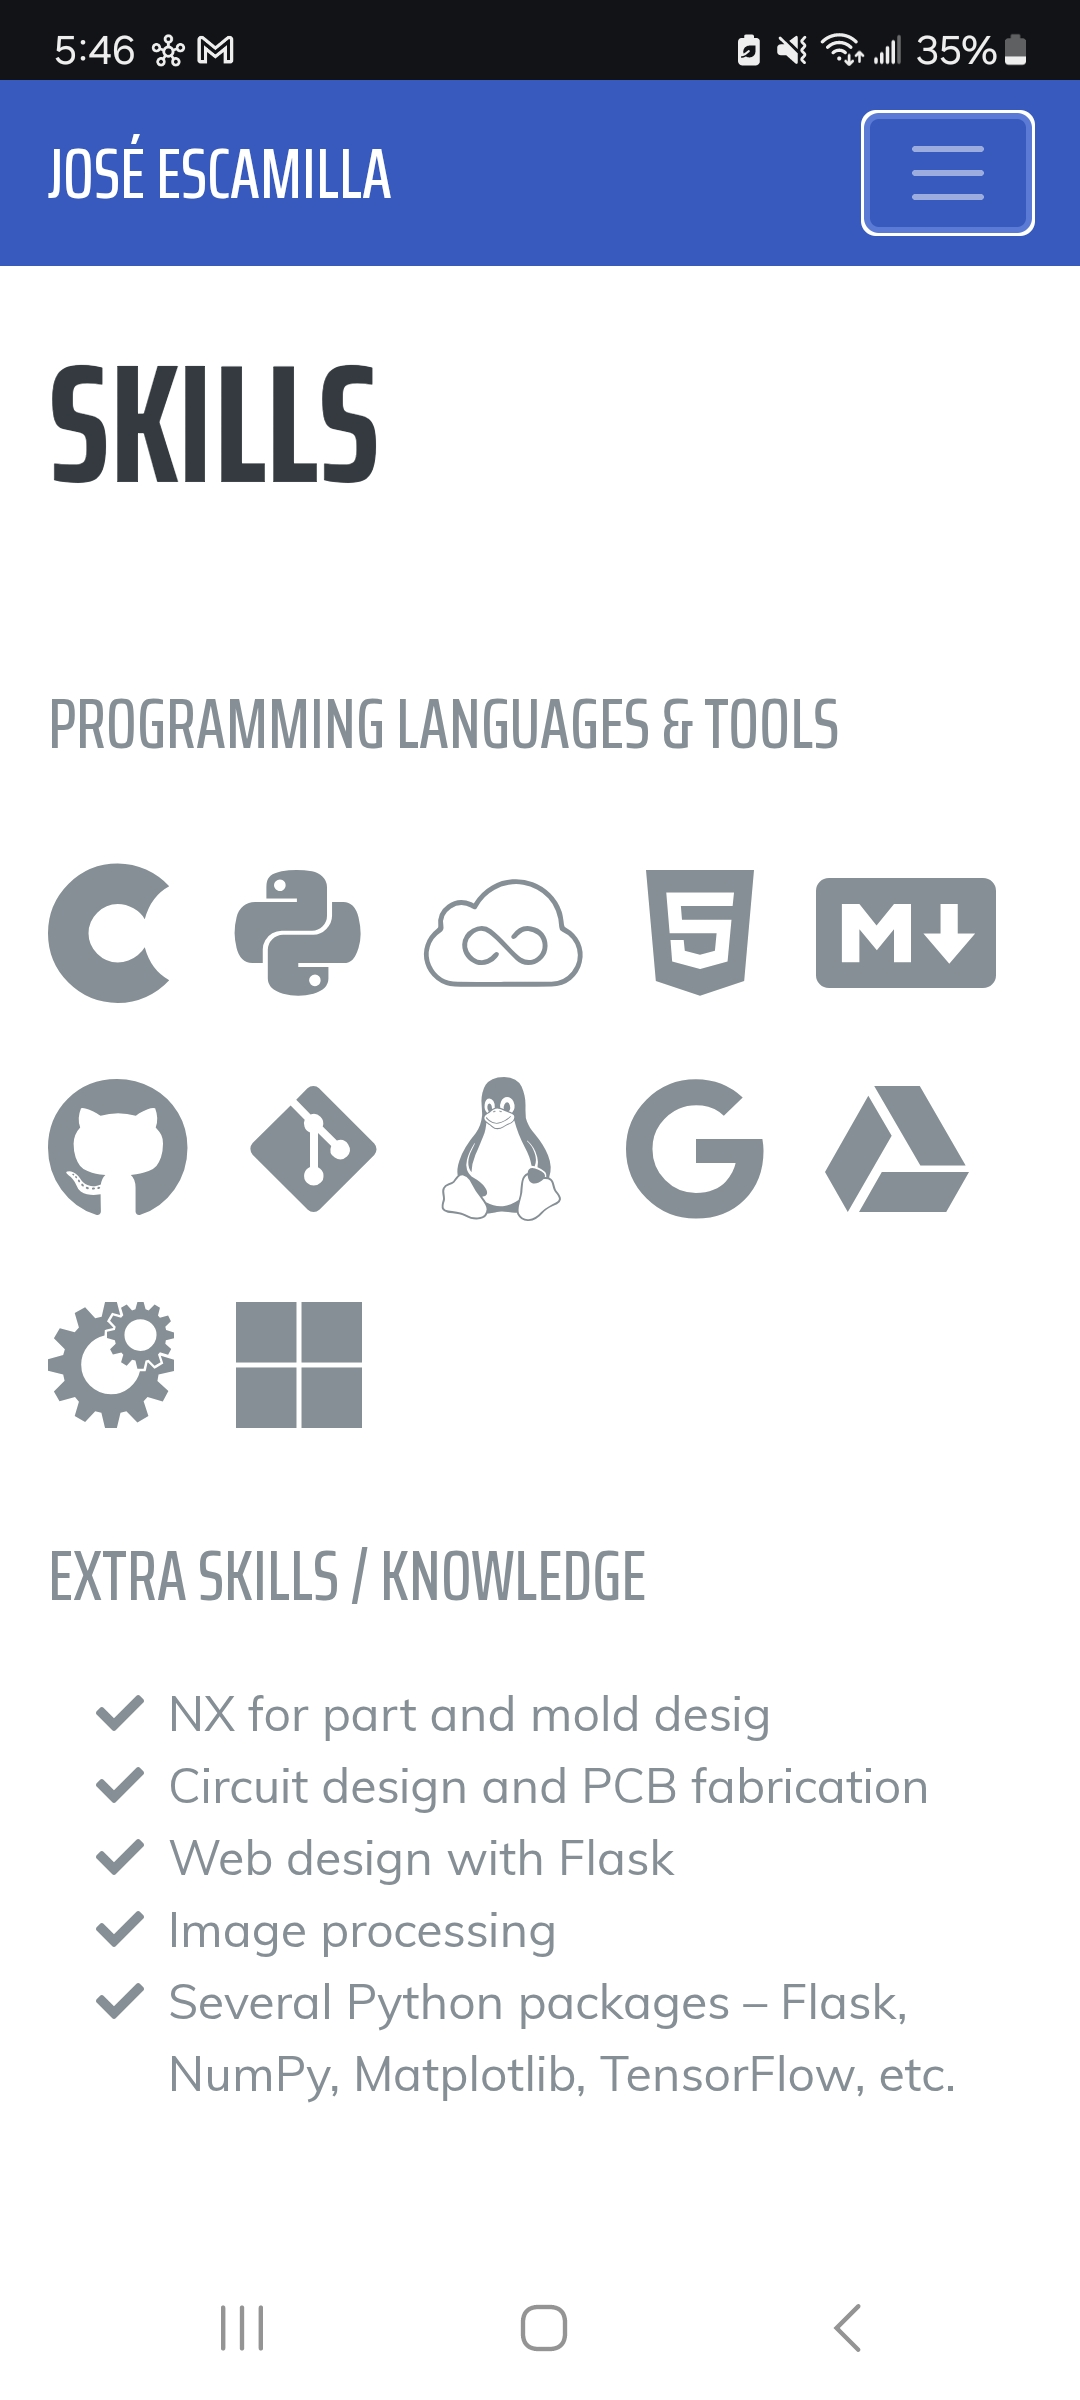 5:46 35%
JOSÉ ESCAMILLA
SKILLS
PROGRAMMING LANGUAGES & TOOLS
EXTRA SKILLS / KNOWLEDGE
NX for part and mold desig
Circuit design and PCB fabrication
Web design with Flask
Image processing
Several Python packages – Flask,
NumPy, Matplotlib, TensorFlow, etc.